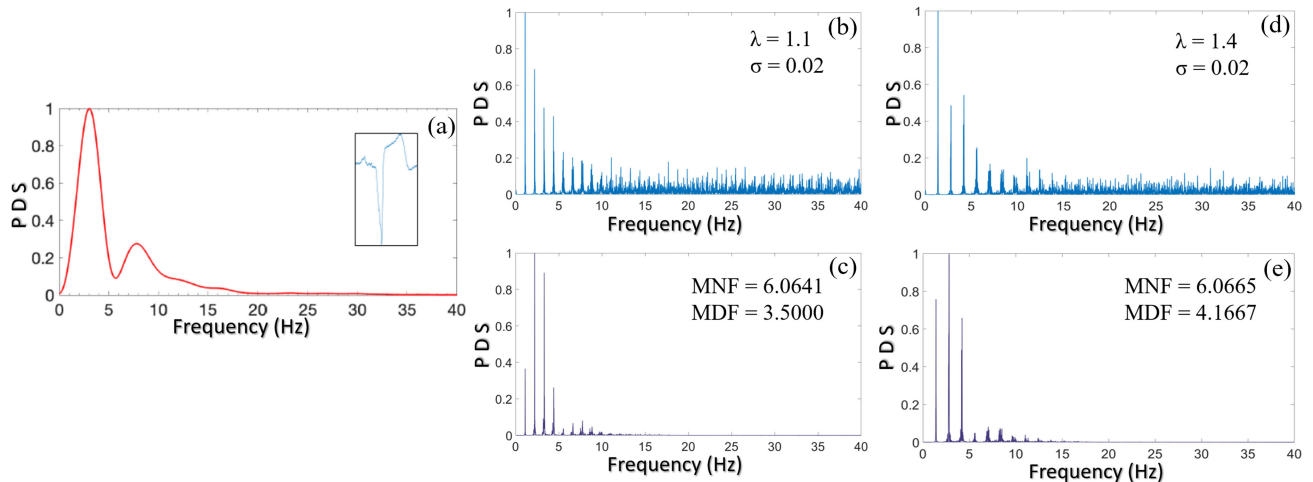 (a)
P D S
1
0.8
0.6
0.4
0.2
0
0 5 10 15 20 25 30 35 40
Frequency (Hz)
(b)
λ = 1.1
σ = 0.02
P D S
1
0.8
0.6
0.4
0.2
0
0 5 10 15 20 25 30 35 40
Frequency (Hz)
(c)
MNF = 6.0641
MDF = 3.5000
P D S
1
0.8
0.6
0.4
0.2
0
0 5 10 15 20 25 30 35 40
Frequency (Hz)
(d)
λ = 1.4
σ = 0.02
P D S
1
0.8
0.6
0.4
0.2
0
0 5 10 15 20 25 30 35 40
Frequency (Hz)
(e)
MNF = 6.0665
MDF = 4.1667
P D S
1
0.8
0.6
0.4
0.2
0
0 5 10 15 20 25 30 35 40
Frequency (Hz)